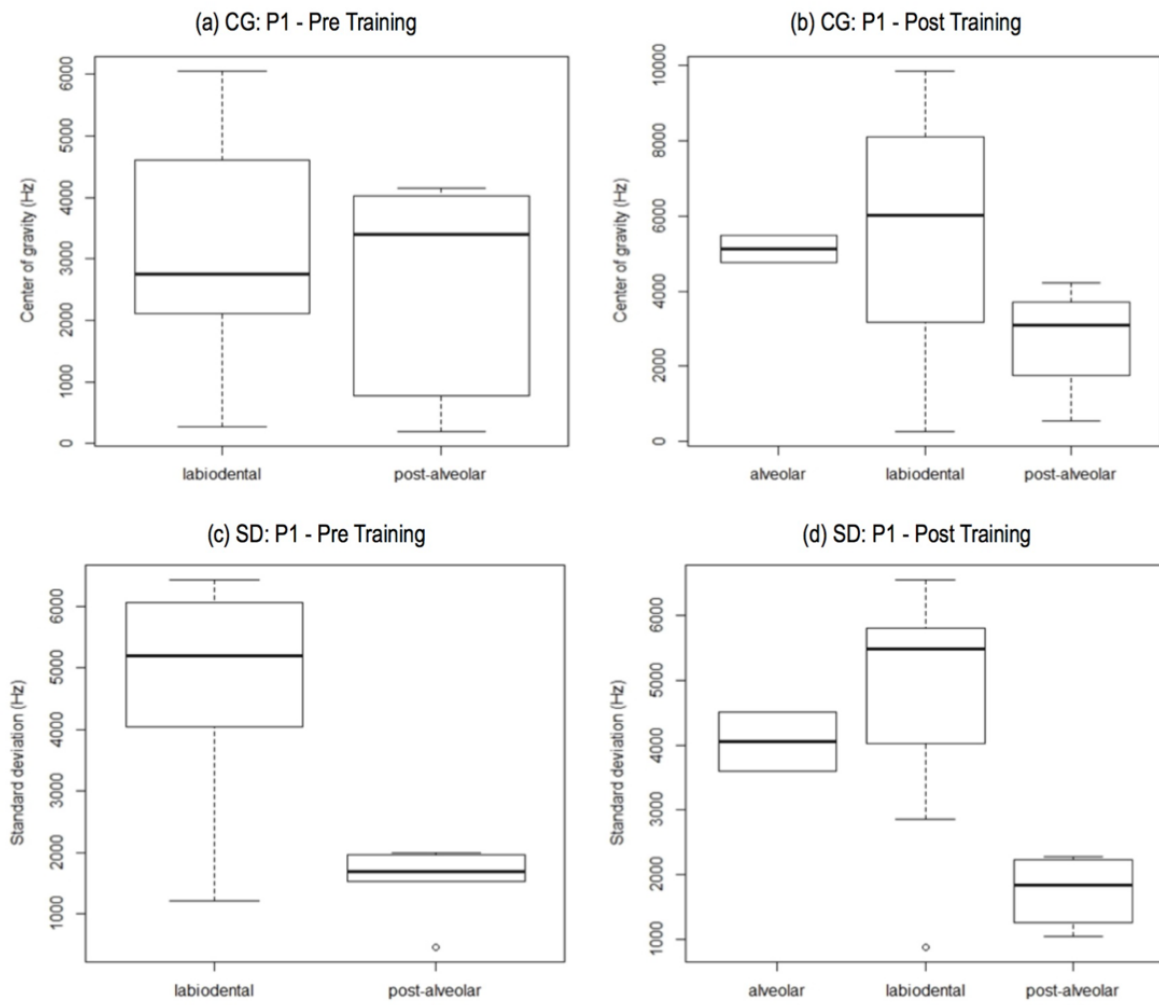 (a) CG: P1 - Pre Training
Center of gravity (Hz)
6000
5000
4000
3000
2000
1000
0
labiodental
post-alveolar
(b) CG: P1 - Post Training
Center of gravity (Hz)
10000
8000
6000
4000
2000
0
alveolar
labiodental
post-alveolar
(c) SD: P1 - Pre Training
Standard deviation (Hz)
6000
5000
4000
3000
2000
1000
labiodental
post-alveolar
(d) SD: P1 - Post Training
Standard deviation (Hz)
6000
5000
4000
3000
2000
1000
alveolar
labiodental
post-alveolar